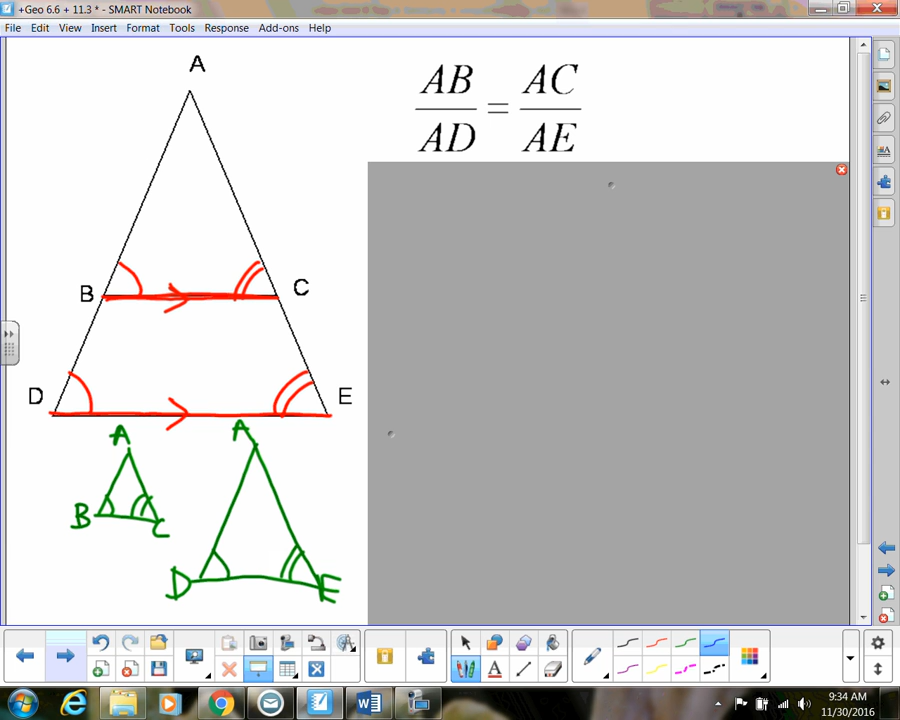 +Geo 6.6 + 11.3 * - SMART Notebook
File Edit View Insert Format Tools Response Add-ons Help
A
AB/AD = AC/AE
B
C
D
E
A
A
B
C
D
E
A
W
9:34 AM
11/30/2016